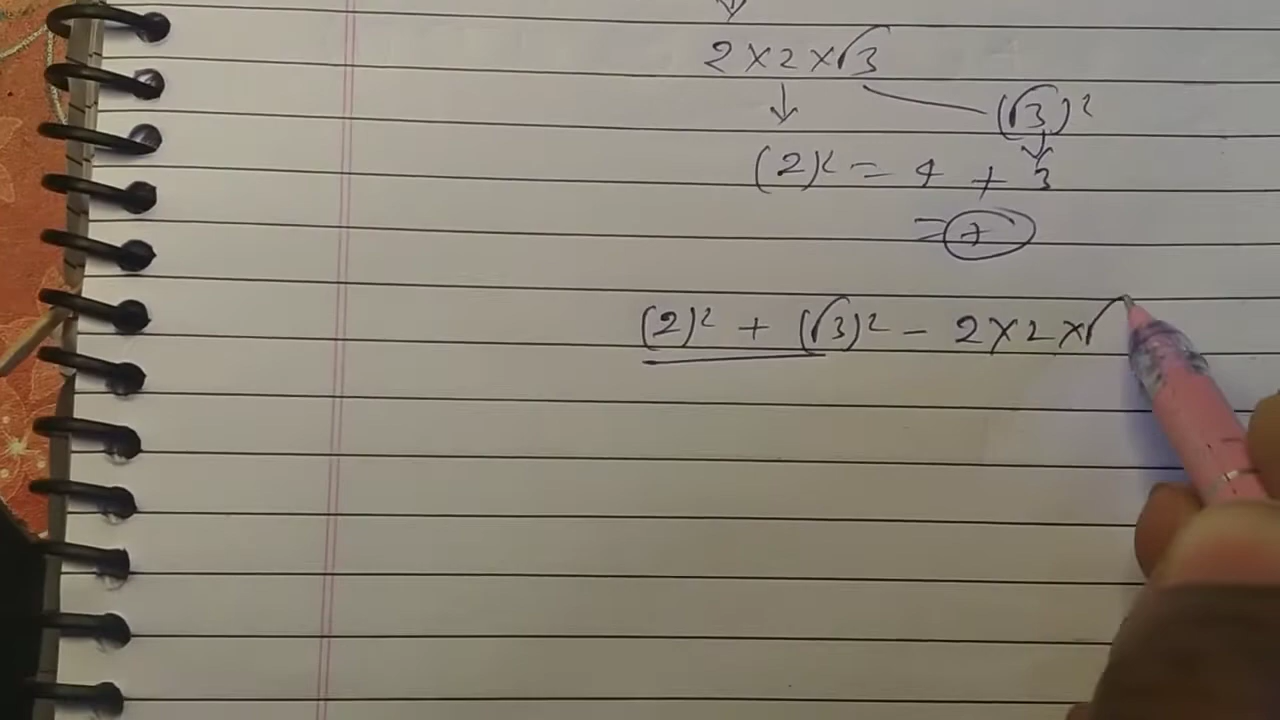 2 × 2 × √3
(√3)²
(2)² = 4 + 3
= 7
(2)² + (√3)² - 2 × 2 × √